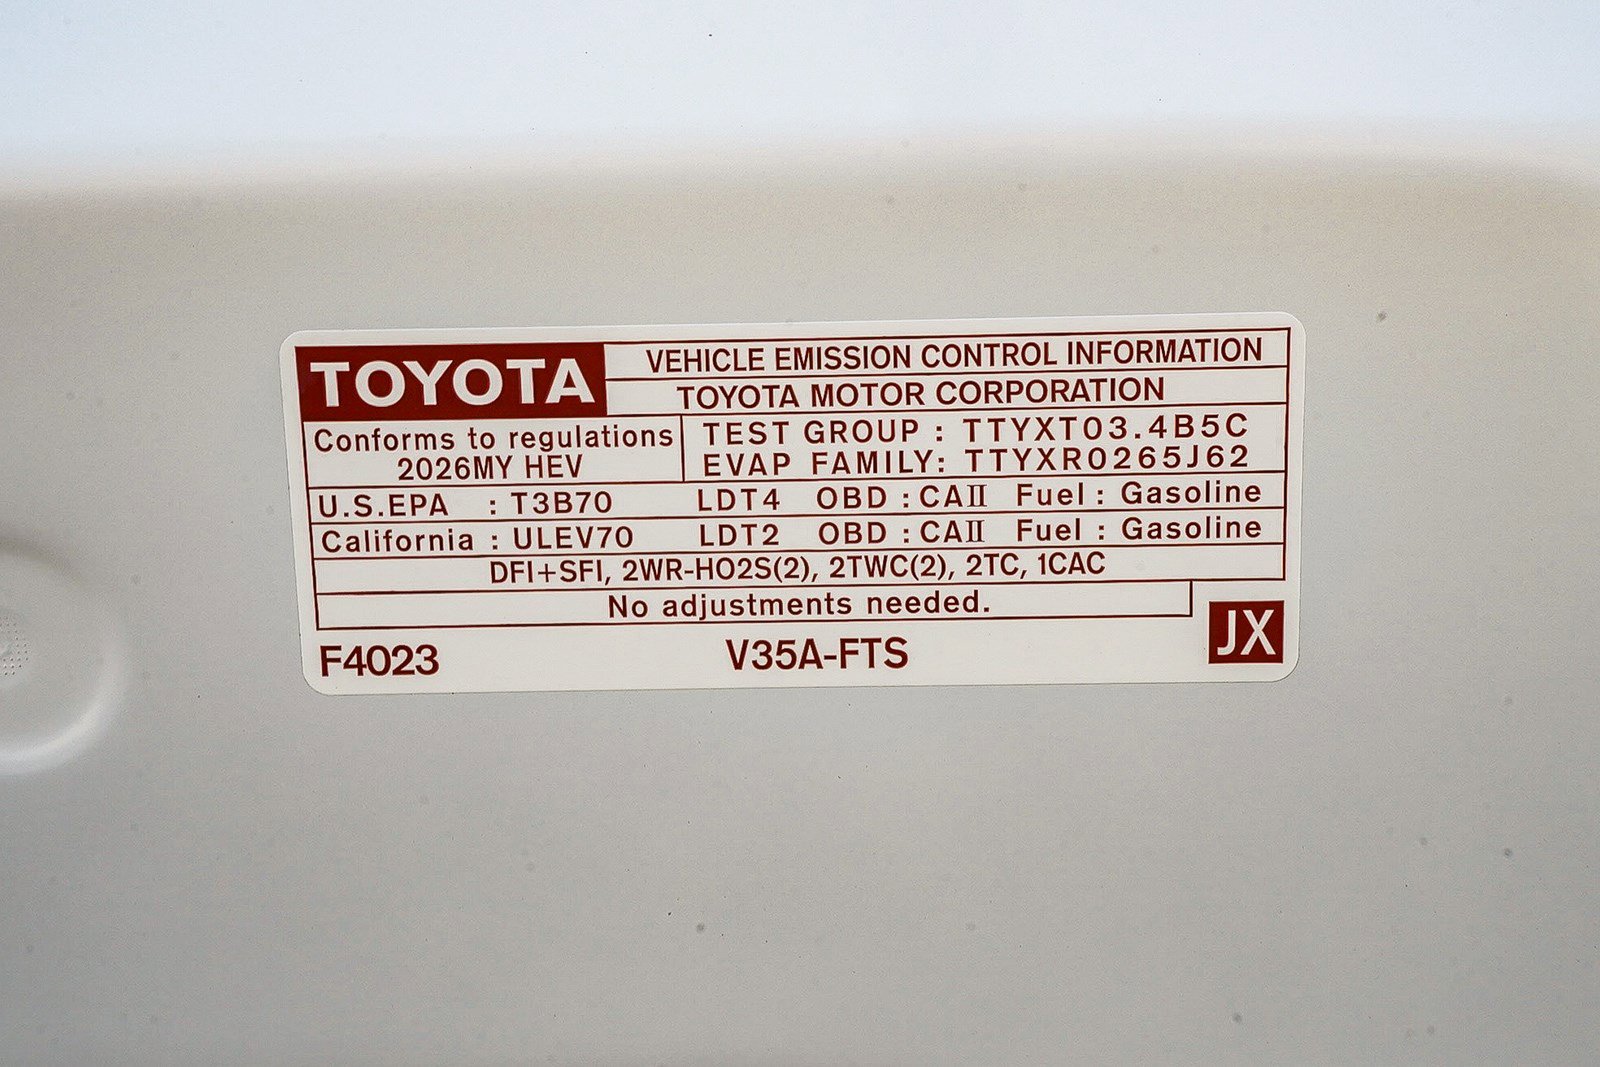 TOYOTA
VEHICLE EMISSION CONTROL INFORMATION
TOYOTA MOTOR CORPORATION
Conforms to regulations
2026MY HEV
TEST GROUP : TTYXT03.4B5C
EVAP FAMILY: TTYXR0265J62
U.S.EPA : T3B70 LDT4 OBD : CAⅡ Fuel : Gasoline
California : ULEV70 LDT2 OBD : CAⅡ Fuel : Gasoline
DFI+SFI, 2WR-HO2S(2), 2TWC(2), 2TC, 1CAC
No adjustments needed.
F4023 V35A-FTS JX